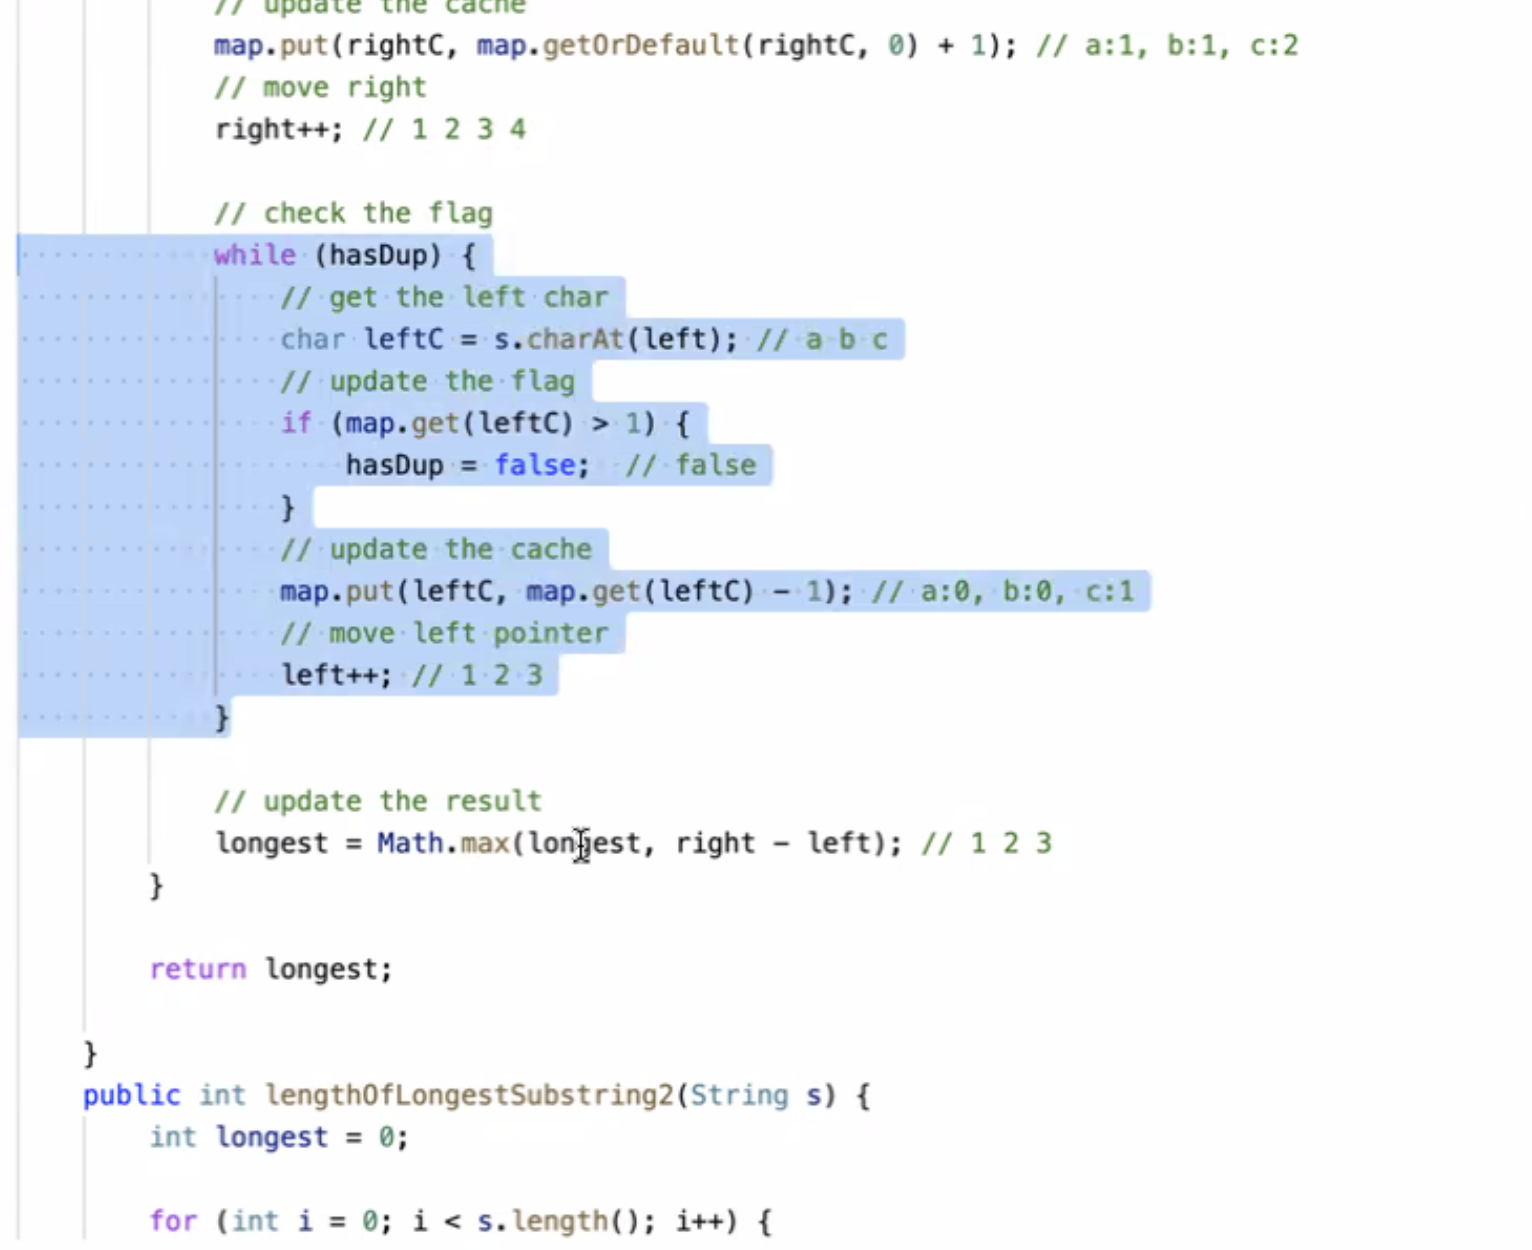 // update the cache
map.put(rightC, map.getOrDefault(rightC, 0) + 1); // a:1, b:1, c:2
// move right
right++; // 1 2 3 4
// check the flag
while (hasDup) {
// get the left char
char leftC = s.charAt(left); // a b c
// update the flag
if (map.get(leftC) > 1) {
hasDup = false;  // false
}
// update the cache
map.put(leftC, map.get(leftC) - 1); // a:0, b:0, c:1
// move left pointer
left++; // 1 2 3
}
// update the result
longest = Math.max(longest, right - left); // 1 2 3
}
return longest;
}
public int lengthOfLongestSubstring2(String s) {
int longest = 0;
for (int i = 0; i < s.length(); i++) {